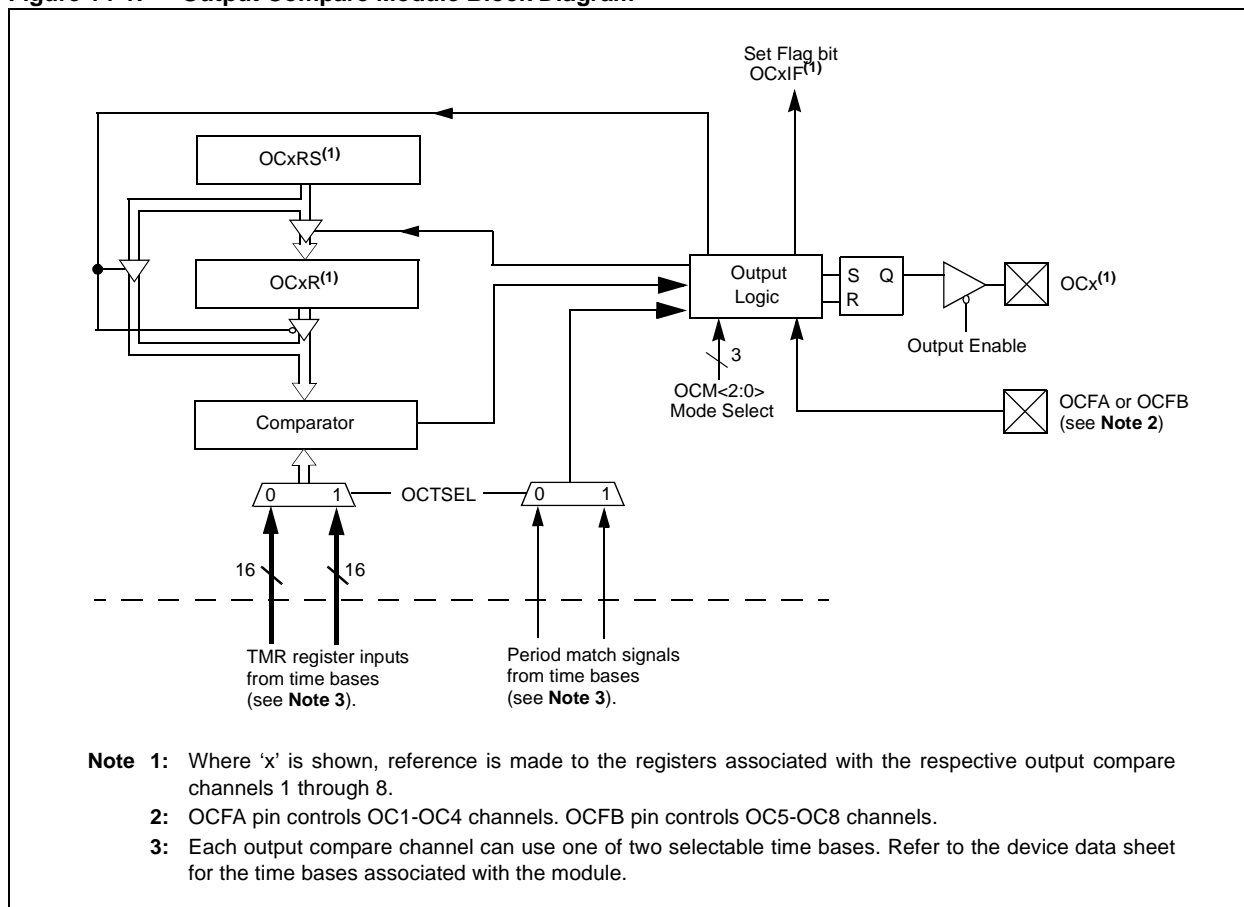 Set Flag bit
OCxIF(1)
OCxRS(1)
OCxR(1)
Output
Logic
S Q
R
OCx(1)
Output Enable
3
OCM<2:0>
Mode Select
OCFA or OCFB
(see Note 2)
Comparator
0 1
OCTSEL
0 1
16
16
TMR register inputs
from time bases
(see Note 3).
Period match signals
from time bases
(see Note 3).
Note 1: Where ‘x’ is shown, reference is made to the registers associated with the respective output compare
channels 1 through 8.
2: OCFA pin controls OC1-OC4 channels. OCFB pin controls OC5-OC8 channels.
3: Each output compare channel can use one of two selectable time bases. Refer to the device data sheet
for the time bases associated with the module.